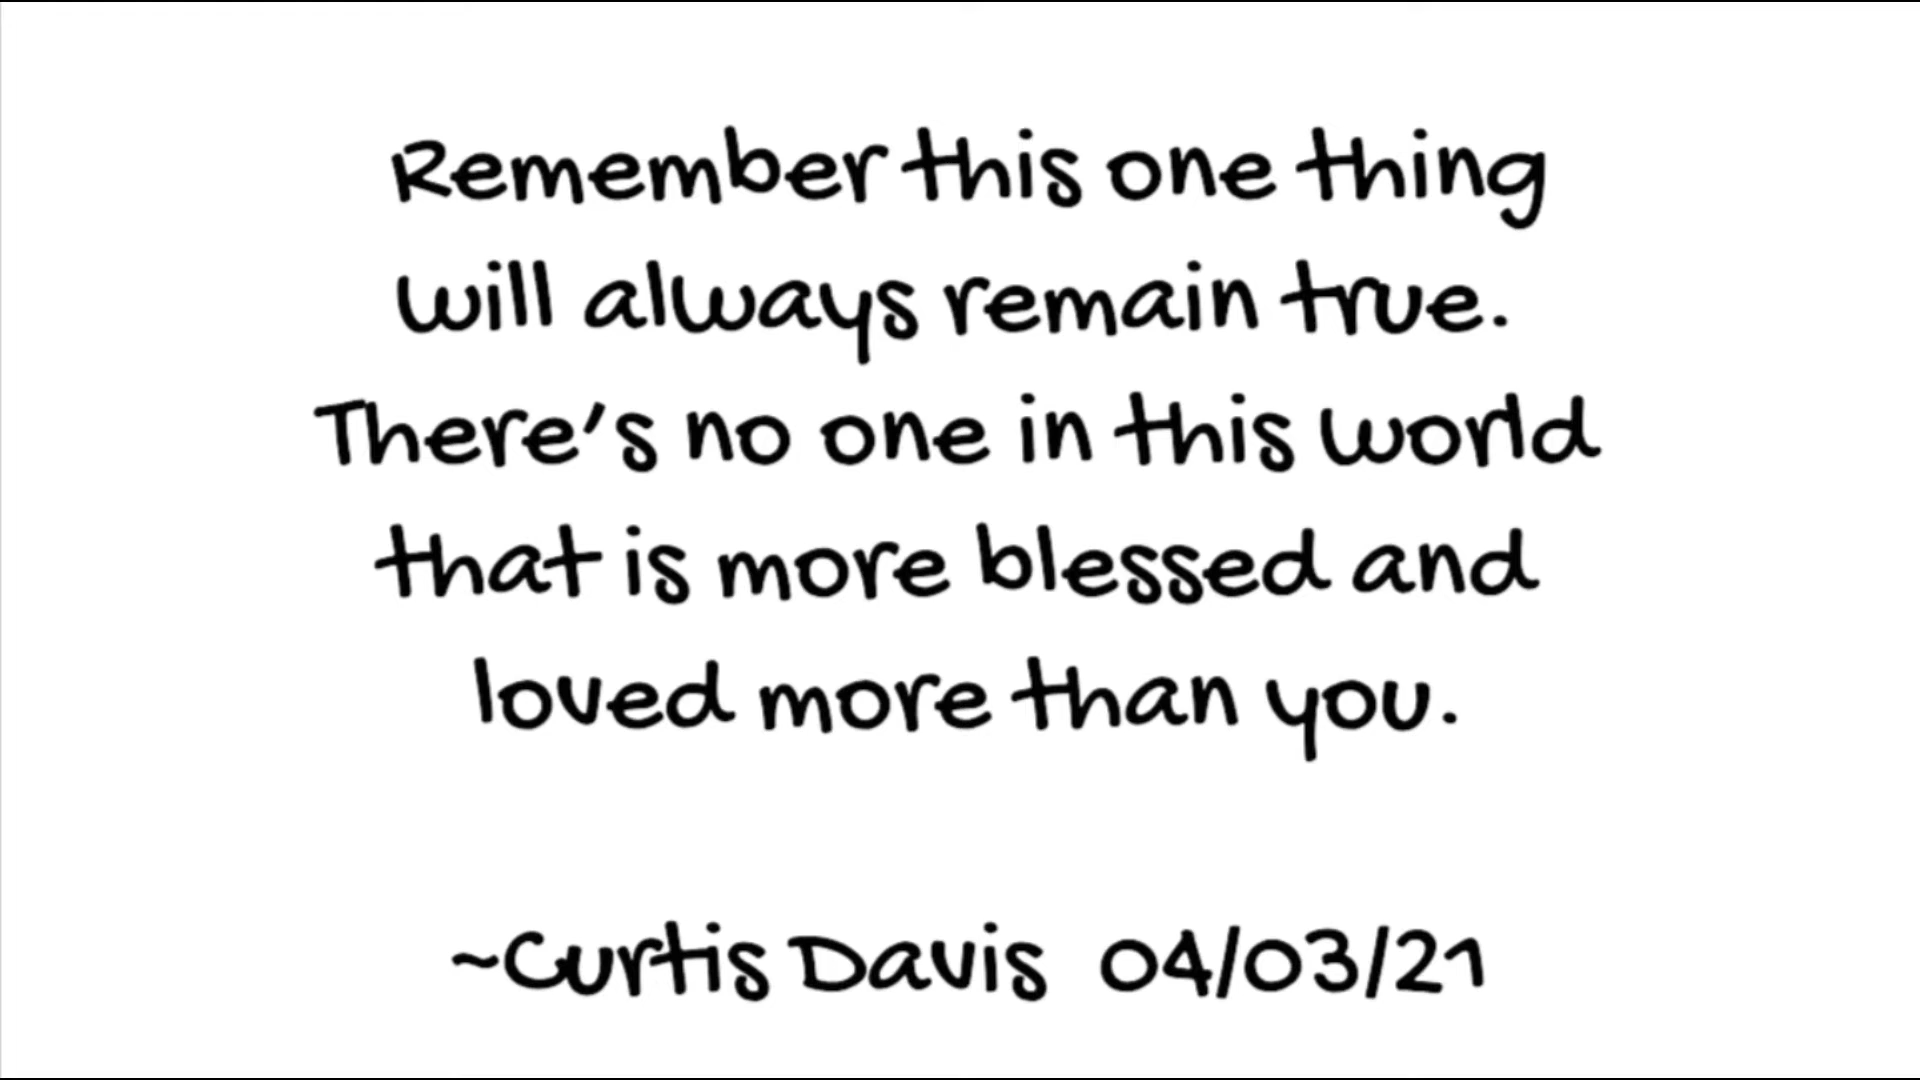 Remember this one thing
will always remain true.
There's no one in this world
that is more blessed and
loved more than you.
~Curtis Davis 04/03/21